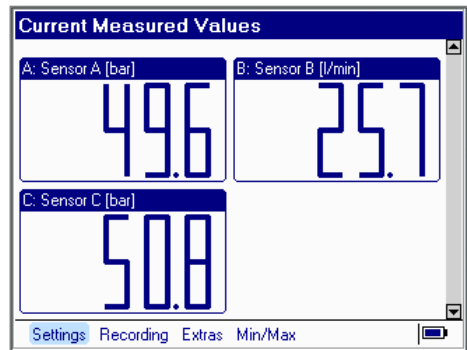 Current Measured Values
A: Sensor A [bar]
B: Sensor B [l/min]
49.6
25.7
C: Sensor C [bar]
50.8
Settings Recording Extras Min/Max